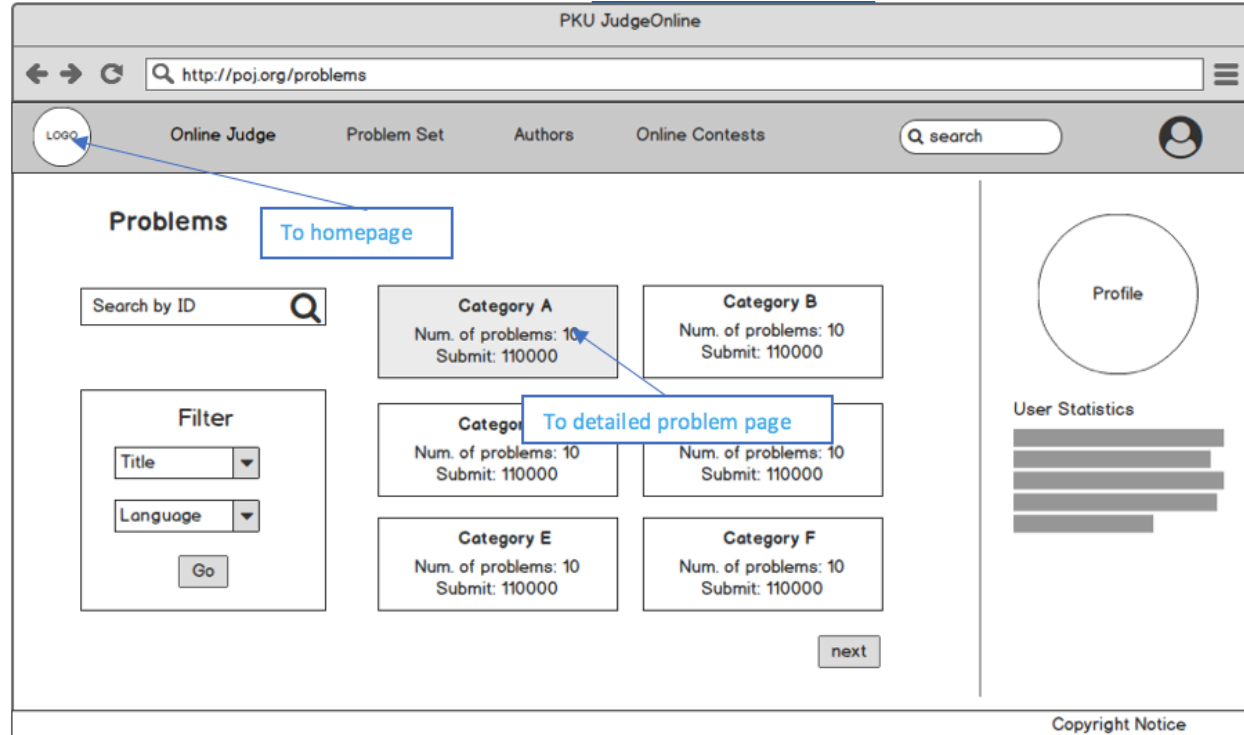 PKU JudgeOnline
http://poj.org/problems
LOGO
Online Judge
Problem Set
Authors
Online Contests
search
Problems
To homepage
Search by ID
Filter
Title
Language
Go
Category A
Num. of problems: 10
Submit: 110000
Category B
Num. of problems: 10
Submit: 110000
To detailed problem page
Num. of problems: 10
Submit: 110000
Num. of problems: 10
Submit: 110000
Category E
Num. of problems: 10
Submit: 110000
Category F
Num. of problems: 10
Submit: 110000
next
Profile
User Statistics
Copyright Notice